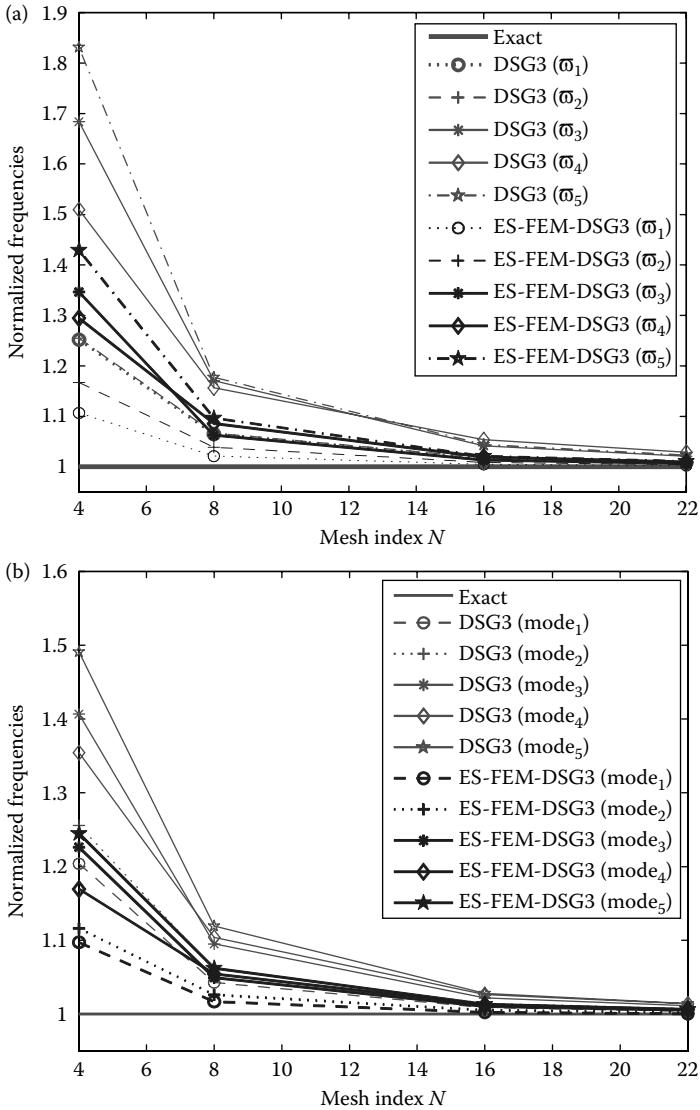 (a)
1.9
1.8
1.7
1.6
1.5
1.4
1.3
1.2
1.1
1
Normalized frequencies
Exact
DSG3 (ϖ1)
DSG3 (ϖ2)
DSG3 (ϖ3)
DSG3 (ϖ4)
DSG3 (ϖ5)
ES-FEM-DSG3 (ϖ1)
ES-FEM-DSG3 (ϖ2)
ES-FEM-DSG3 (ϖ3)
ES-FEM-DSG3 (ϖ4)
ES-FEM-DSG3 (ϖ5)
4 6 8 10 12 14 16 18 20 22
Mesh index N
(b)
1.6
1.5
1.4
1.3
1.2
1.1
1
Normalized frequencies
Exact
DSG3 (mode1)
DSG3 (mode2)
DSG3 (mode3)
DSG3 (mode4)
DSG3 (mode5)
ES-FEM-DSG3 (mode1)
ES-FEM-DSG3 (mode2)
ES-FEM-DSG3 (mode3)
ES-FEM-DSG3 (mode4)
ES-FEM-DSG3 (mode5)
4 6 8 10 12 14 16 18 20 22
Mesh index N